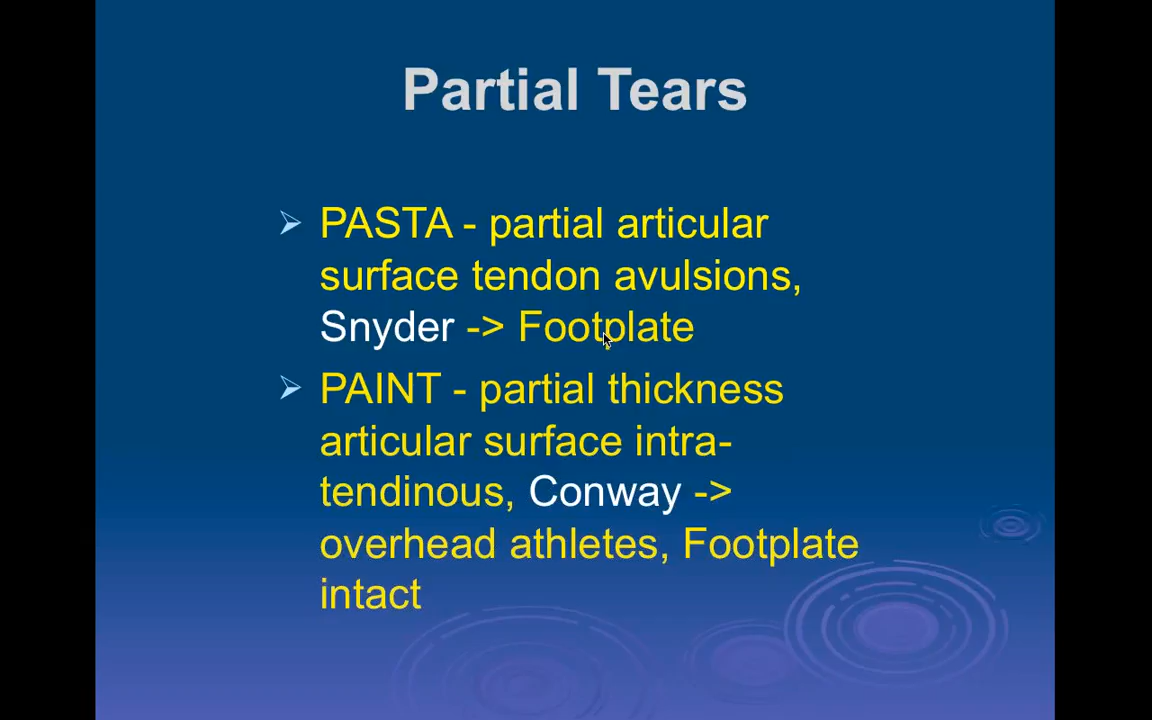 Partial Tears
PASTA - partial articular
surface tendon avulsions,
Snyder -> Footplate
PAINT - partial thickness
articular surface intra-
tendinous, Conway ->
overhead athletes, Footplate
intact